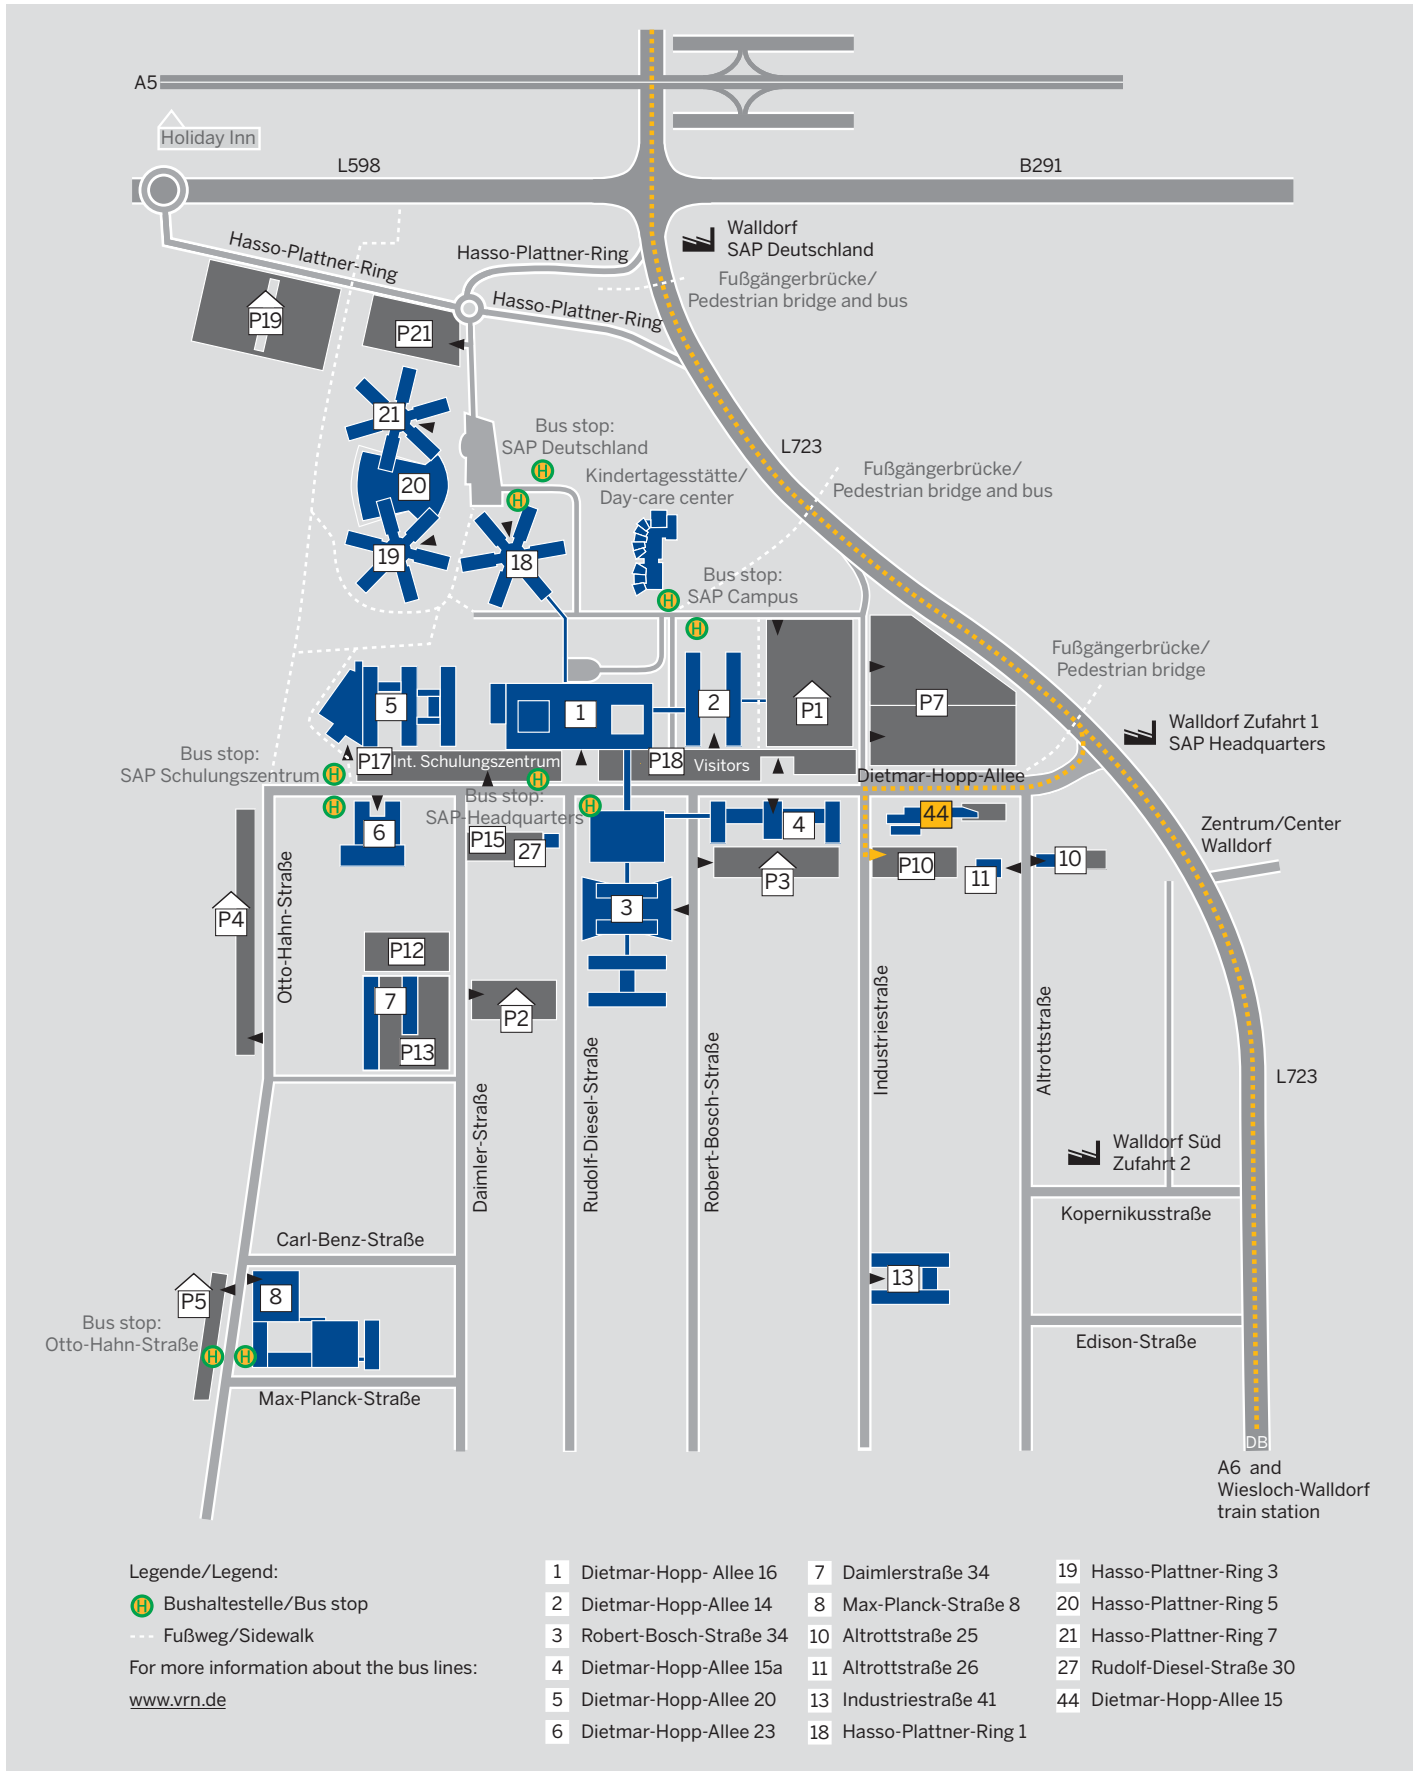 A5
Holiday Inn
L598
B291
Walldorf
SAP Deutschland
Hasso-Plattner-Ring
Hasso-Plattner-Ring
Fußgängerbrücke/
Pedestrian bridge and bus
Hasso-Plattner-Ring
P19
P21
21
Bus stop:
SAP Deutschland
H
H
L723
Kindertagesstätte/
Day-care center
Fußgängerbrücke/
Pedestrian bridge and bus
20
19
18
Bus stop:
SAP Campus
H
H
Fußgängerbrücke/
Pedestrian bridge
5
1
2
P1
P7
Walldorf Zufahrt 1
SAP Headquarters
Bus stop:
SAP Schulungszentrum
H
H
P17
Int. Schulungszentrum
H
P18
Visitors
Dietmar-Hopp-Allee
Bus stop:
SAP-Headquarters
H
6
P15
27
4
44
Zentrum/Center
Walldorf
P3
P10
11
10
P4
Otto-Hahn-Straße
3
P12
7
P13
P2
Daimler-Straße
Rudolf-Diesel-Straße
Robert-Bosch-Straße
Industriestraße
Altrottstraße
L723
Walldorf Süd
Zufahrt 2
Kopernikusstraße
Carl-Benz-Straße
P5
8
13
Bus stop:
Otto-Hahn-Straße
H
H
Edison-Straße
Max-Planck-Straße
DB
A6 and
Wiesloch-Walldorf
train station
Legende/Legend:
H Bushaltestelle/Bus stop
Fußweg/Sidewalk
For more information about the bus lines:
www.vrn.de
1 Dietmar-Hopp- Allee 16
2 Dietmar-Hopp-Allee 14
3 Robert-Bosch-Straße 34
4 Dietmar-Hopp-Allee 15a
5 Dietmar-Hopp-Allee 20
6 Dietmar-Hopp-Allee 23
7 Daimlerstraße 34
8 Max-Planck-Straße 8
10 Altrottstraße 25
11 Altrottstraße 26
13 Industriestraße 41
18 Hasso-Plattner-Ring 1
19 Hasso-Plattner-Ring 3
20 Hasso-Plattner-Ring 5
21 Hasso-Plattner-Ring 7
27 Rudolf-Diesel-Straße 30
44 Dietmar-Hopp-Allee 15